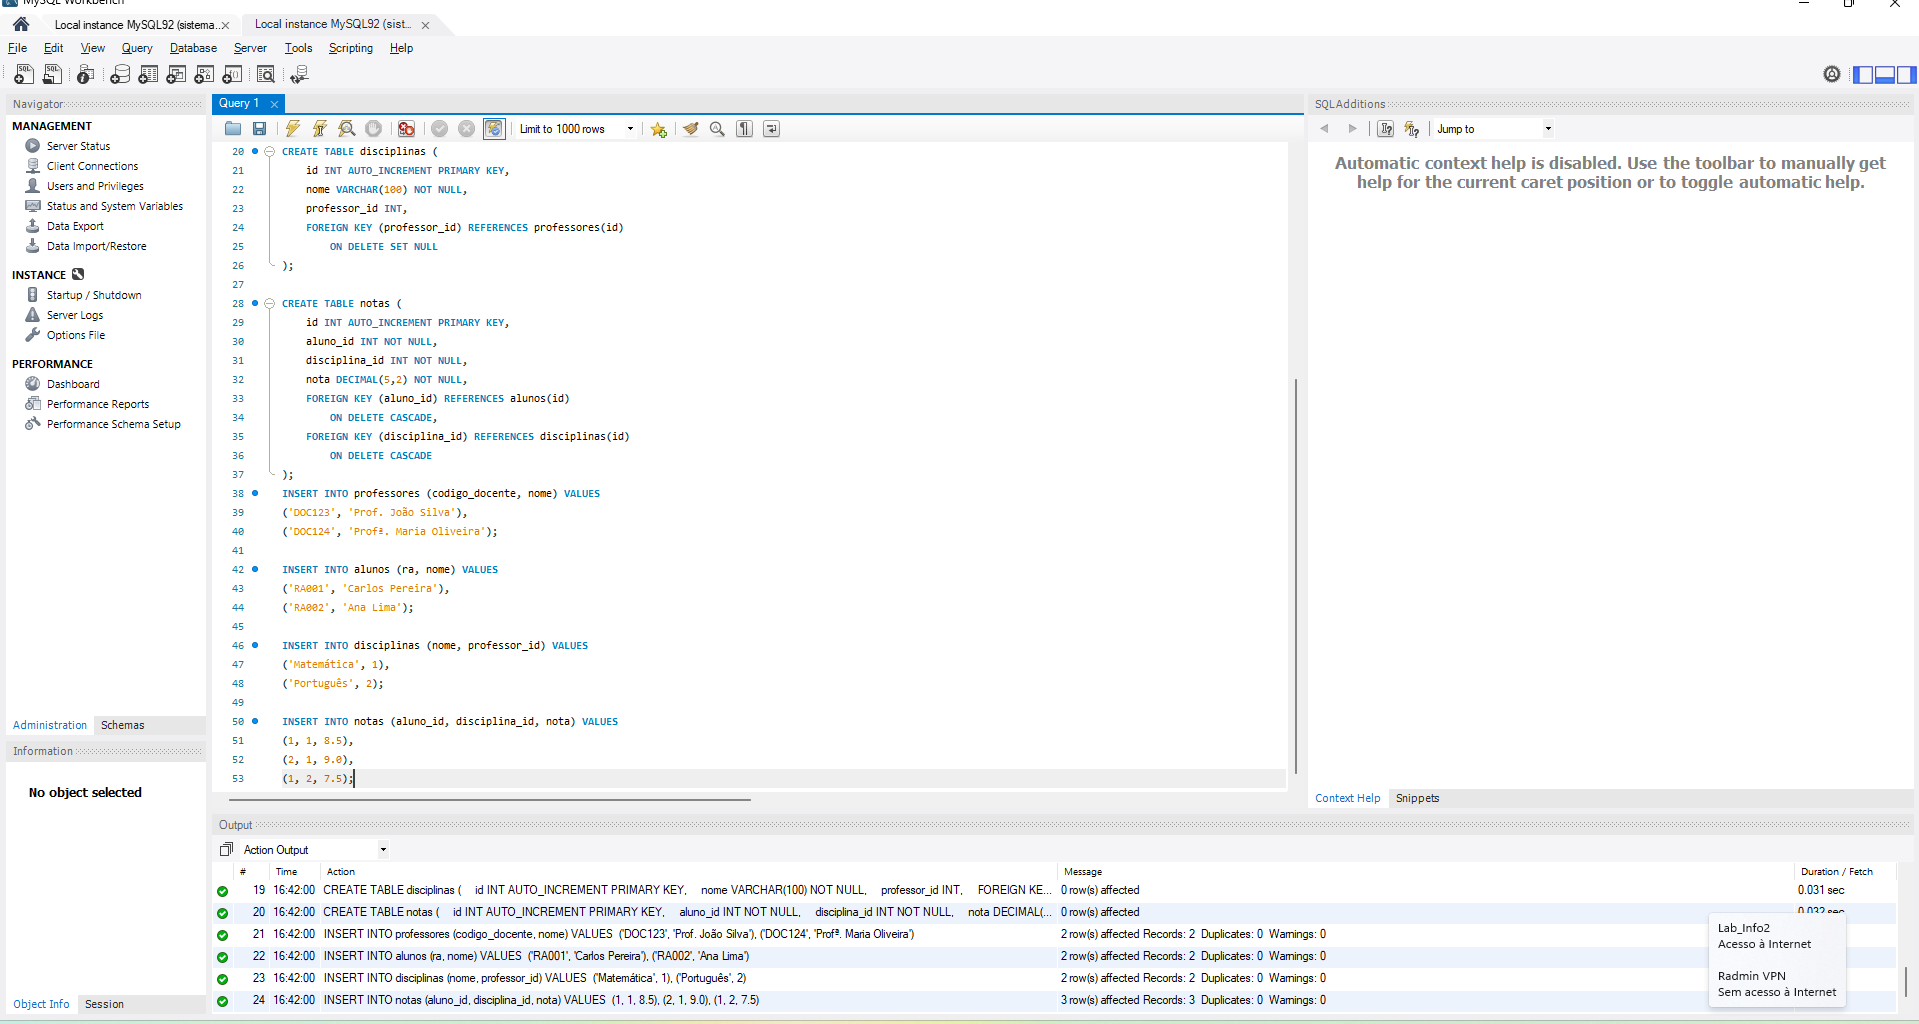 MySQL Workbench
Local instance MySQL92 (sistema... Local instance MySQL92 (sist...
File Edit View Query Database Server Tools Scripting Help
Navigator
MANAGEMENT
Server Status
Client Connections
Users and Privileges
Status and System Variables
Data Export
Data Import/Restore
INSTANCE
Startup / Shutdown
Server Logs
Options File
PERFORMANCE
Dashboard
Performance Reports
Performance Schema Setup
Administration Schemas
Information
No object selected
Object Info Session
Query 1
Limit to 1000 rows
20 CREATE TABLE disciplinas (
21 id INT AUTO_INCREMENT PRIMARY KEY,
22 nome VARCHAR(100) NOT NULL,
23 professor_id INT,
24 FOREIGN KEY (professor_id) REFERENCES professores(id)
25 ON DELETE SET NULL
26 );
27
28 CREATE TABLE notas (
29 id INT AUTO_INCREMENT PRIMARY KEY,
30 aluno_id INT NOT NULL,
31 disciplina_id INT NOT NULL,
32 nota DECIMAL(5,2) NOT NULL,
33 FOREIGN KEY (aluno_id) REFERENCES alunos(id)
34 ON DELETE CASCADE,
35 FOREIGN KEY (disciplina_id) REFERENCES disciplinas(id)
36 ON DELETE CASCADE
37 );
38 INSERT INTO professores (codigo_docente, nome) VALUES
39 ('DOC123', 'Prof. João Silva'),
40 ('DOC124', 'Profª. Maria Oliveira');
41
42 INSERT INTO alunos (ra, nome) VALUES
43 ('RA001', 'Carlos Pereira'),
44 ('RA002', 'Ana Lima');
45
46 INSERT INTO disciplinas (nome, professor_id) VALUES
47 ('Matemática', 1),
48 ('Português', 2);
49
50 INSERT INTO notas (aluno_id, disciplina_id, nota) VALUES
51 (1, 1, 8.5),
52 (2, 1, 9.0),
53 (1, 2, 7.5);
SQLAdditions
Jump to
Automatic context help is disabled. Use the toolbar to manually get
help for the current caret position or to toggle automatic help.
Context Help Snippets
Output
Action Output
# Time Action Message Duration / Fetch
19 16:42:00 CREATE TABLE disciplinas ( id INT AUTO_INCREMENT PRIMARY KEY, nome VARCHAR(100) NOT NULL, professor_id INT, FOREIGN KE... 0 row(s) affected 0.031 sec
20 16:42:00 CREATE TABLE notas ( id INT AUTO_INCREMENT PRIMARY KEY, aluno_id INT NOT NULL, disciplina_id INT NOT NULL, nota DECIMAL(... 0 row(s) affected 0.032 sec
21 16:42:00 INSERT INTO professores (codigo_docente, nome) VALUES ('DOC123', 'Prof. João Silva'), ('DOC124', 'Profª. Maria Oliveira') 2 row(s) affected Records: 2 Duplicates: 0 Warnings: 0
22 16:42:00 INSERT INTO alunos (ra, nome) VALUES ('RA001', 'Carlos Pereira'), ('RA002', 'Ana Lima') 2 row(s) affected Records: 2 Duplicates: 0 Warnings: 0
23 16:42:00 INSERT INTO disciplinas (nome, professor_id) VALUES ('Matemática', 1), ('Português', 2) 2 row(s) affected Records: 2 Duplicates: 0 Warnings: 0
24 16:42:00 INSERT INTO notas (aluno_id, disciplina_id, nota) VALUES (1, 1, 8.5), (2, 1, 9.0), (1, 2, 7.5) 3 row(s) affected Records: 3 Duplicates: 0 Warnings: 0
Lab_Info2
Acesso à Internet
Radmin VPN
Sem acesso à Internet